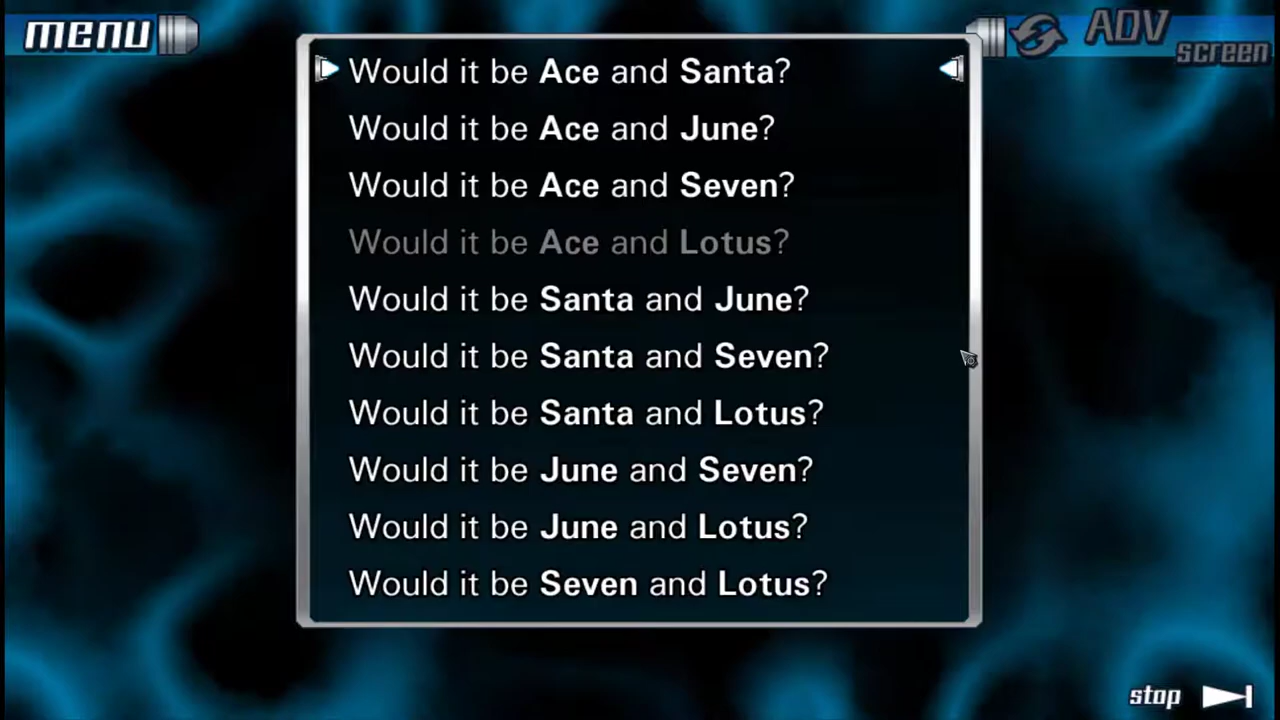 menu
ADV
screen
Would it be Ace and Santa?
Would it be Ace and June?
Would it be Ace and Seven?
Would it be Ace and Lotus?
Would it be Santa and June?
Would it be Santa and Seven?
Would it be Santa and Lotus?
Would it be June and Seven?
Would it be June and Lotus?
Would it be Seven and Lotus?
stop